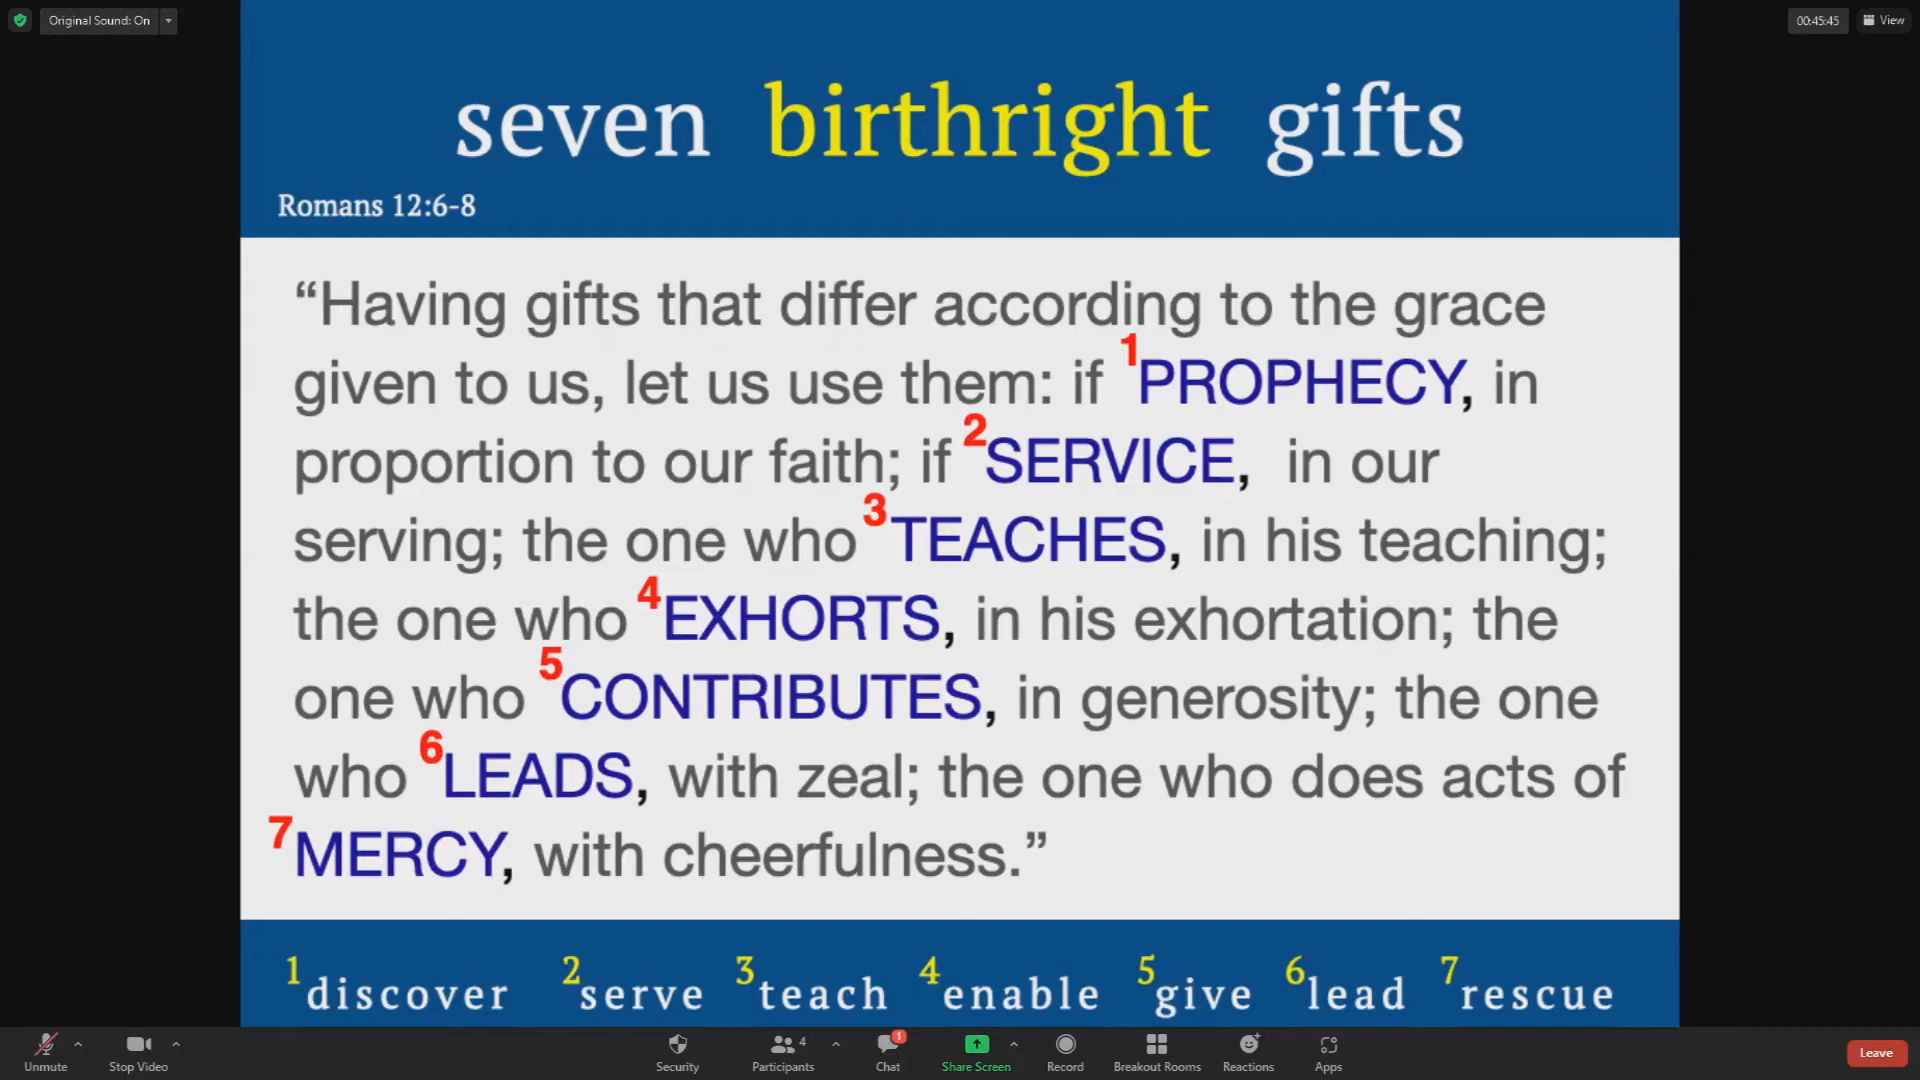 Original Sound: On
00:45:45
View
seven birthright gifts
Romans 12:6-8
“Having gifts that differ according to the grace
given to us, let us use them: if 1PROPHECY, in
proportion to our faith; if 2SERVICE, in our
serving; the one who 3TEACHES, in his teaching;
the one who 4EXHORTS, in his exhortation; the
one who 5CONTRIBUTES, in generosity; the one
who 6LEADS, with zeal; the one who does acts of
7MERCY, with cheerfulness.”
1discover 2serve 3teach 4enable 5give 6lead 7rescue
Unmute
Stop Video
Security
Participants 4
Chat 1
Share Screen
Record
Breakout Rooms
Reactions
Apps
Leave